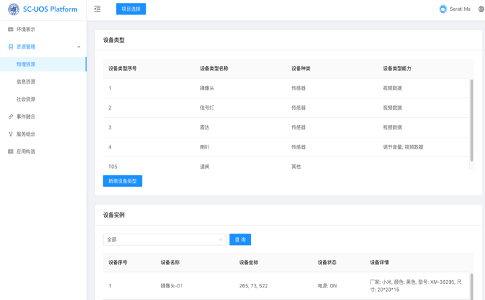 SC-UOS Platform
项目选择
Serati Ma
环境表示
资源管理
物理资源
信息资源
社会资源
事件融合
服务组合
应用构造
设备类型
设备类型序号 设备类型名称 设备种类 设备类型能力
1 摄像头 传感器 视频数据
2 信号灯 传感器 视频数据
3 雷达 传感器 视频数据
4 喇叭 传感器 调节音量, 视频数据
105 道闸 其他
新增设备类型
设备实例
全部
查 询
设备序号 设备名称 设备坐标 设备状态 设备详情
1 摄像头-01 265, 73, 522 电源: ON 厂家: 小米, 颜色: 黑色, 型号: XM-30295, 尺
寸: 20*20*15